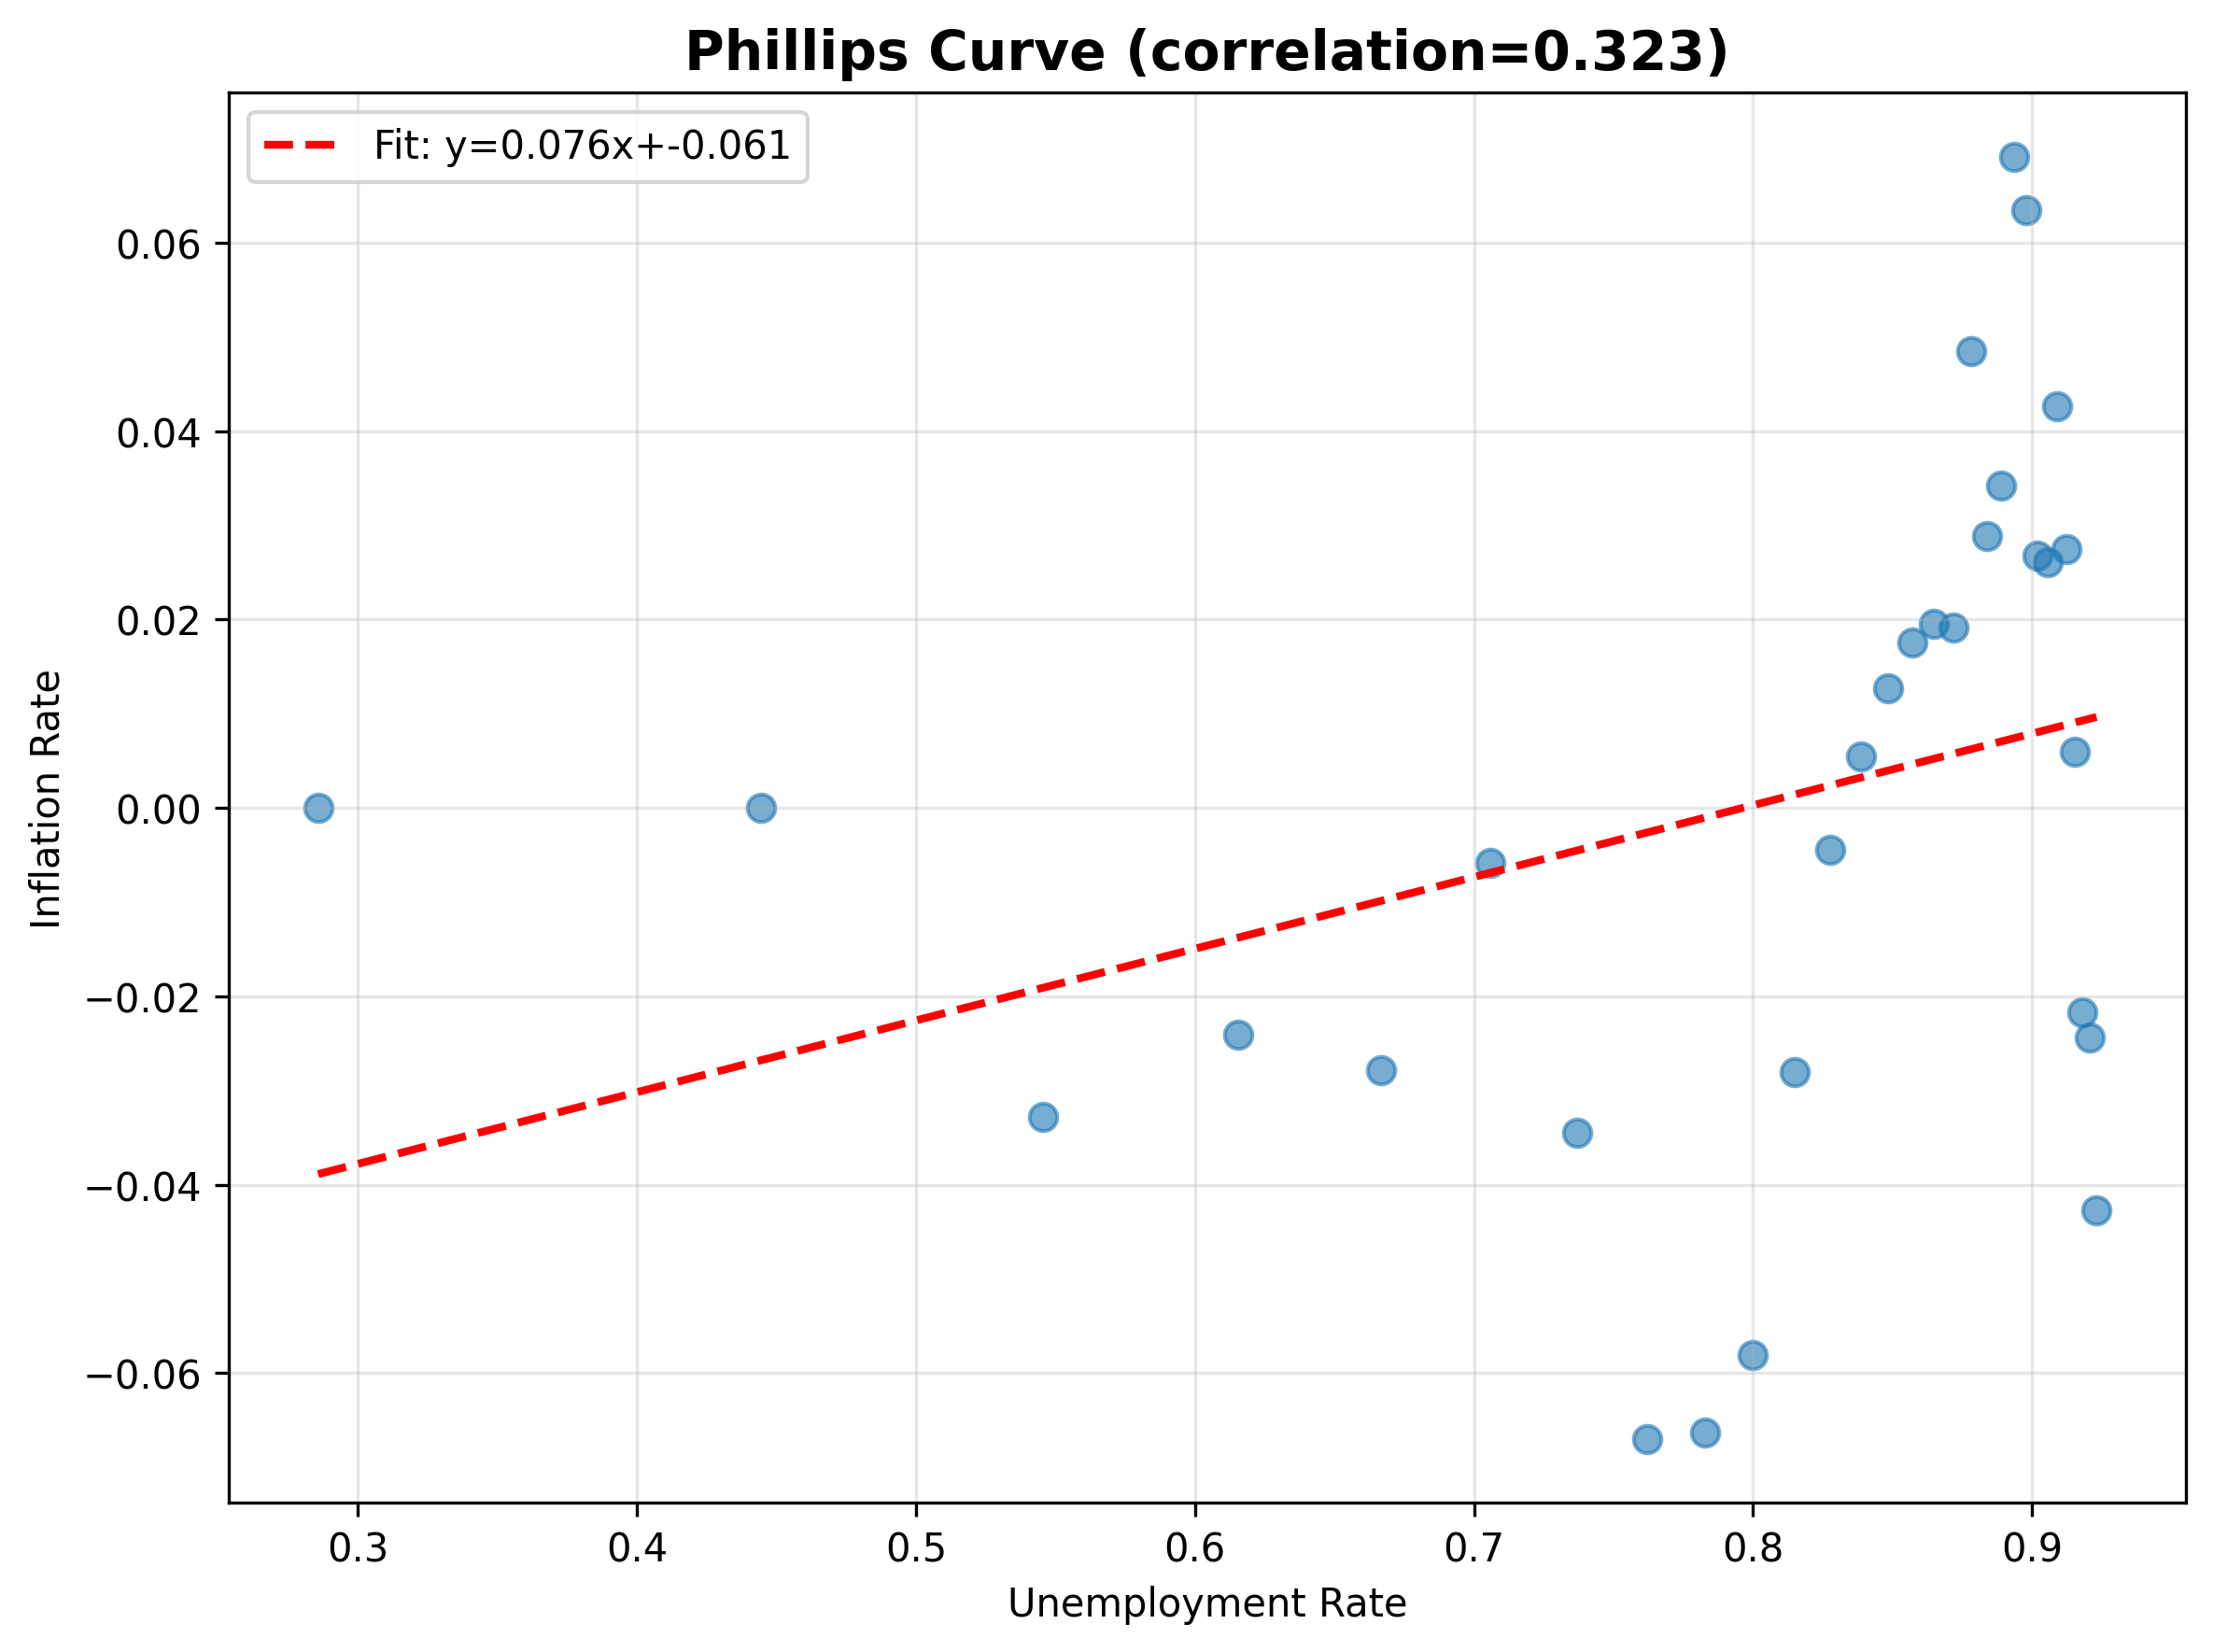 Phillips Curve (correlation=0.323)
Fit: y=0.076x+-0.061
0.06
0.04
0.02
0.00
−0.02
−0.04
−0.06
Inflation Rate
0.3 0.4 0.5 0.6 0.7 0.8 0.9
Unemployment Rate